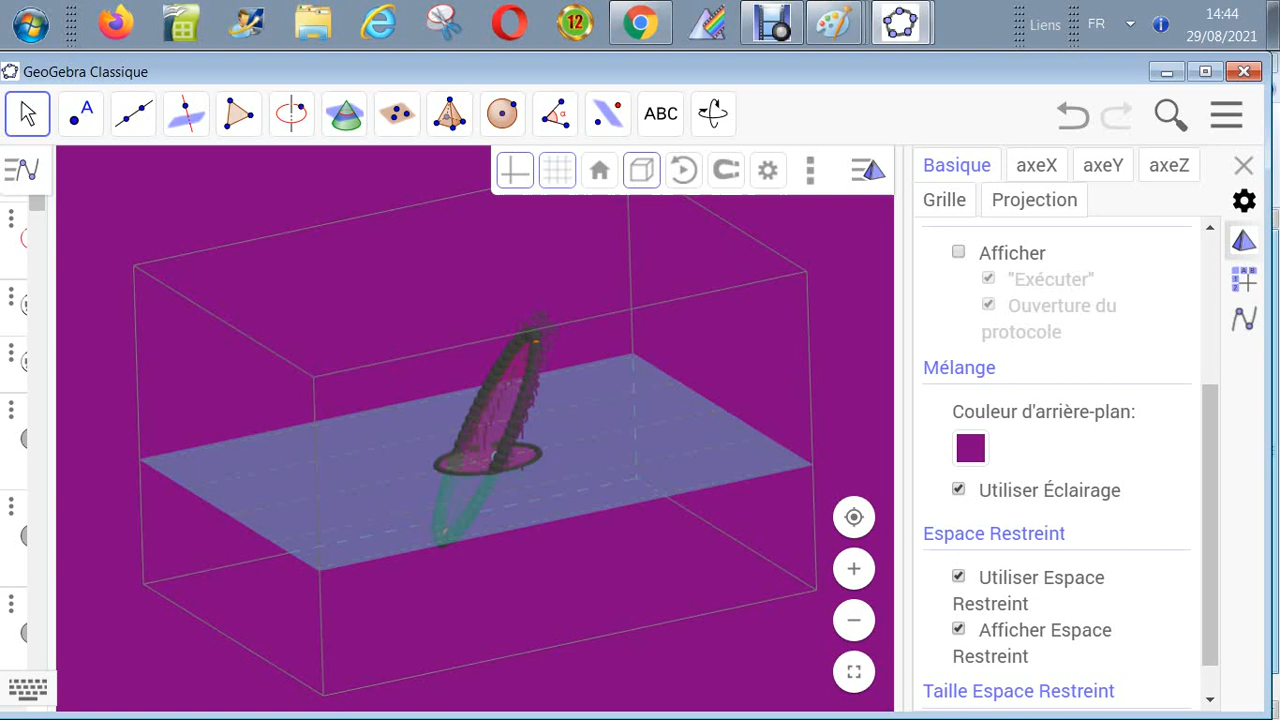 14:44
Liens
FR
29/08/2021
12
GeoGebra Classique
A
ABC
α
Basique
axeX
axeY
axeZ
Grille
Projection
Afficher
"Exécuter"
Ouverture du
protocole
Mélange
Couleur d'arrière-plan:
Utiliser Éclairage
Espace Restreint
Utiliser Espace
Restreint
Afficher Espace
Restreint
Taille Espace Restreint